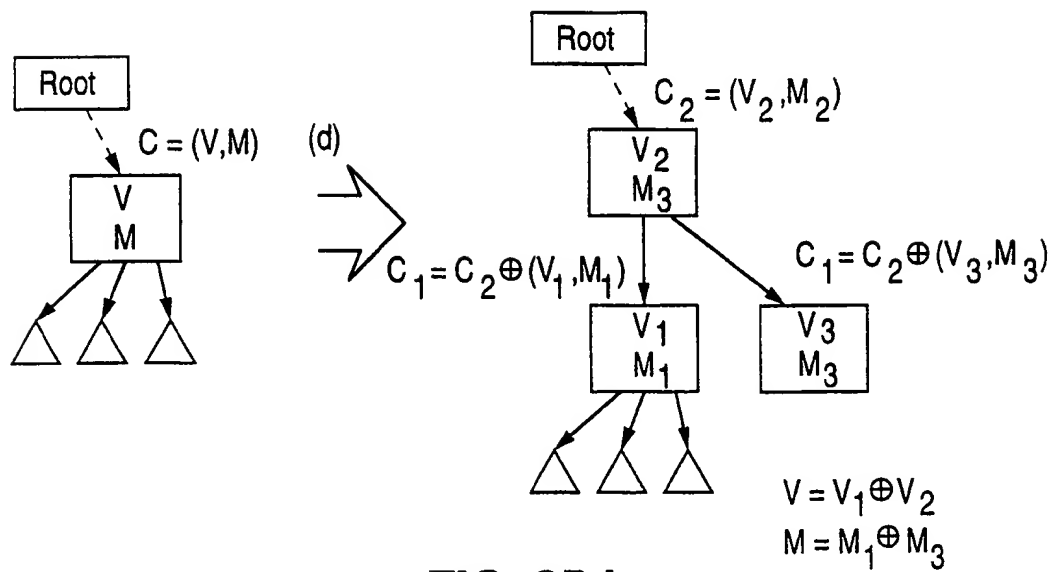 Root
C = (V,M)
V
M
(d)
Root
C₂ = (V₂,M₂)
V₂
M₃
C₁ = C₂ ⊕ (V₁,M₁)
C₁ = C₂ ⊕ (V₃,M₃)
V₁
M₁
V₃
M₃
V = V₁ ⊕ V₂
M = M₁ ⊕ M₃